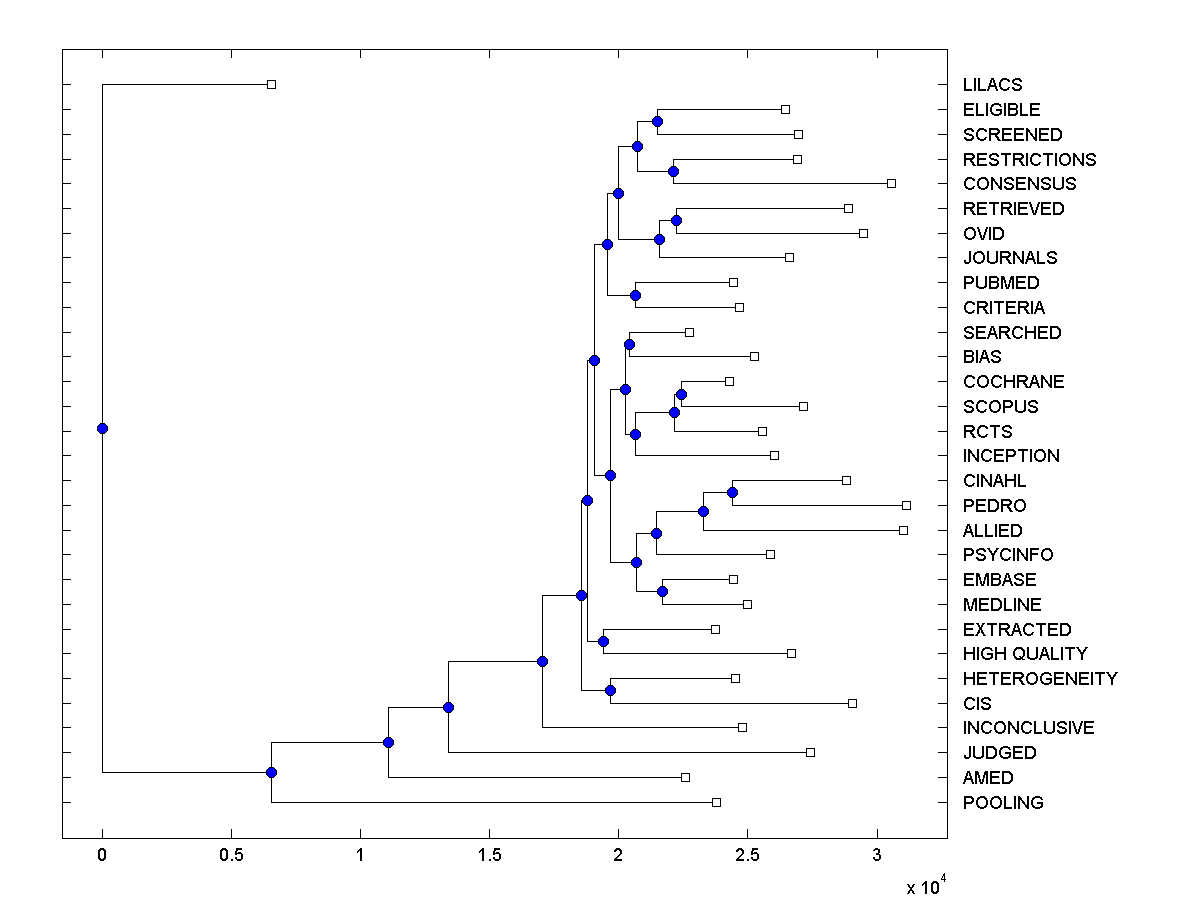 LILACS
ELIGIBLE
SCREENED
RESTRICTIONS
CONSENSUS
RETRIEVED
OVID
JOURNALS
PUBMED
CRITERIA
SEARCHED
BIAS
COCHRANE
SCOPUS
RCTS
INCEPTION
CINAHL
PEDRO
ALLIED
PSYCINFO
EMBASE
MEDLINE
EXTRACTED
HIGH QUALITY
HETEROGENEITY
CIS
INCONCLUSIVE
JUDGED
AMED
POOLING
0 0.5 1 1.5 2 2.5 3
x 10^4